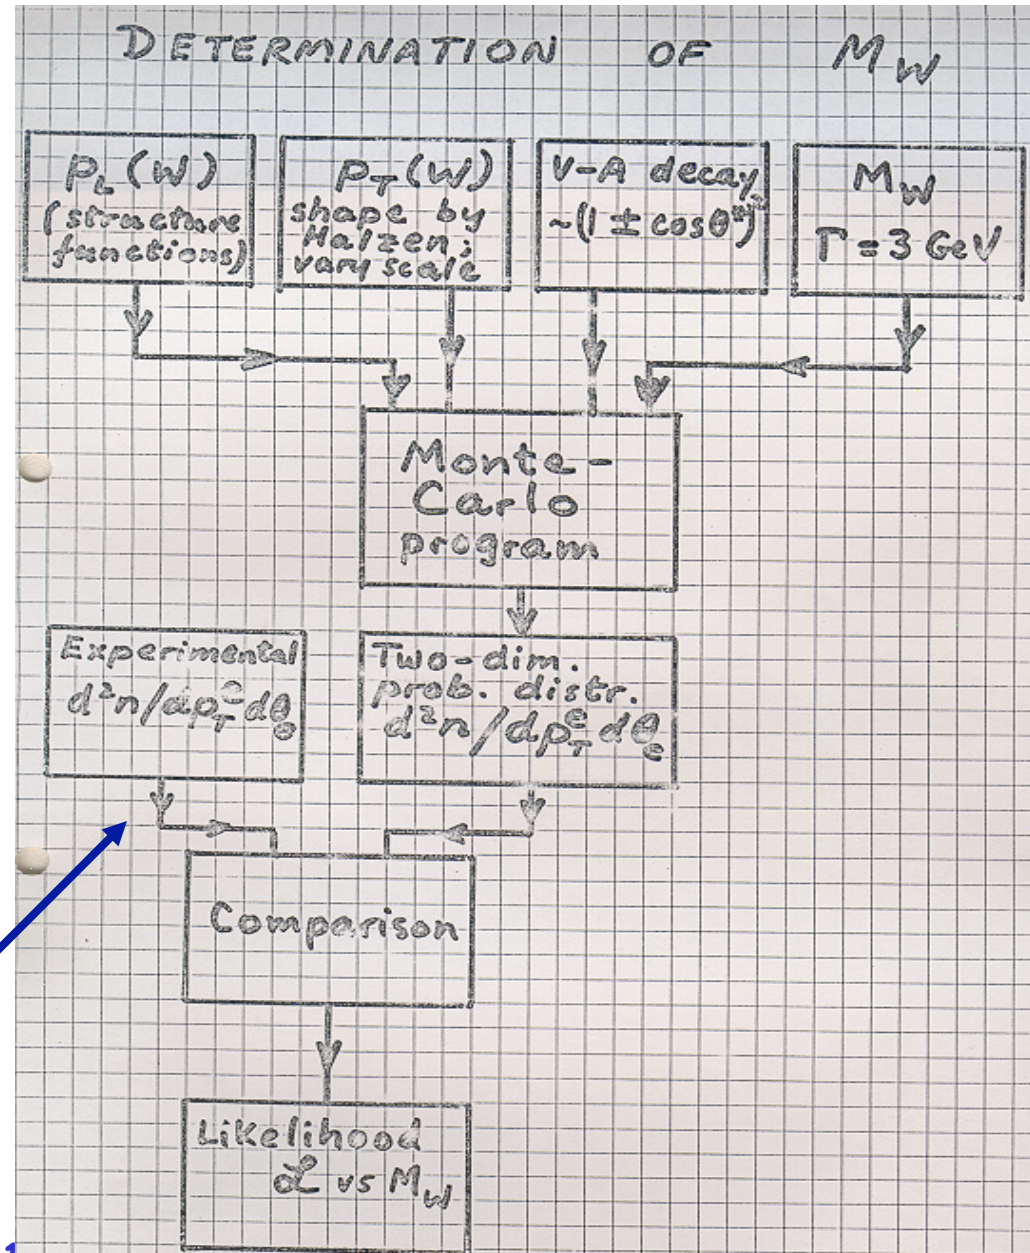 DETERMINATION OF M_W
P_L (W)
(structure
functions)
P_T (W)
shape by
Halzen;
vary scale
V-A decay
~(1 ± cosθ*)²
M_W
Γ = 3 GeV
Monte-
Carlo
program
Experimental
d²n/dp_T^e dθ_e
Two-dim.
prob. distr.
d²n/dp_T^e dθ_e
Comparison
Likelihood
ℒ vs M_W
1